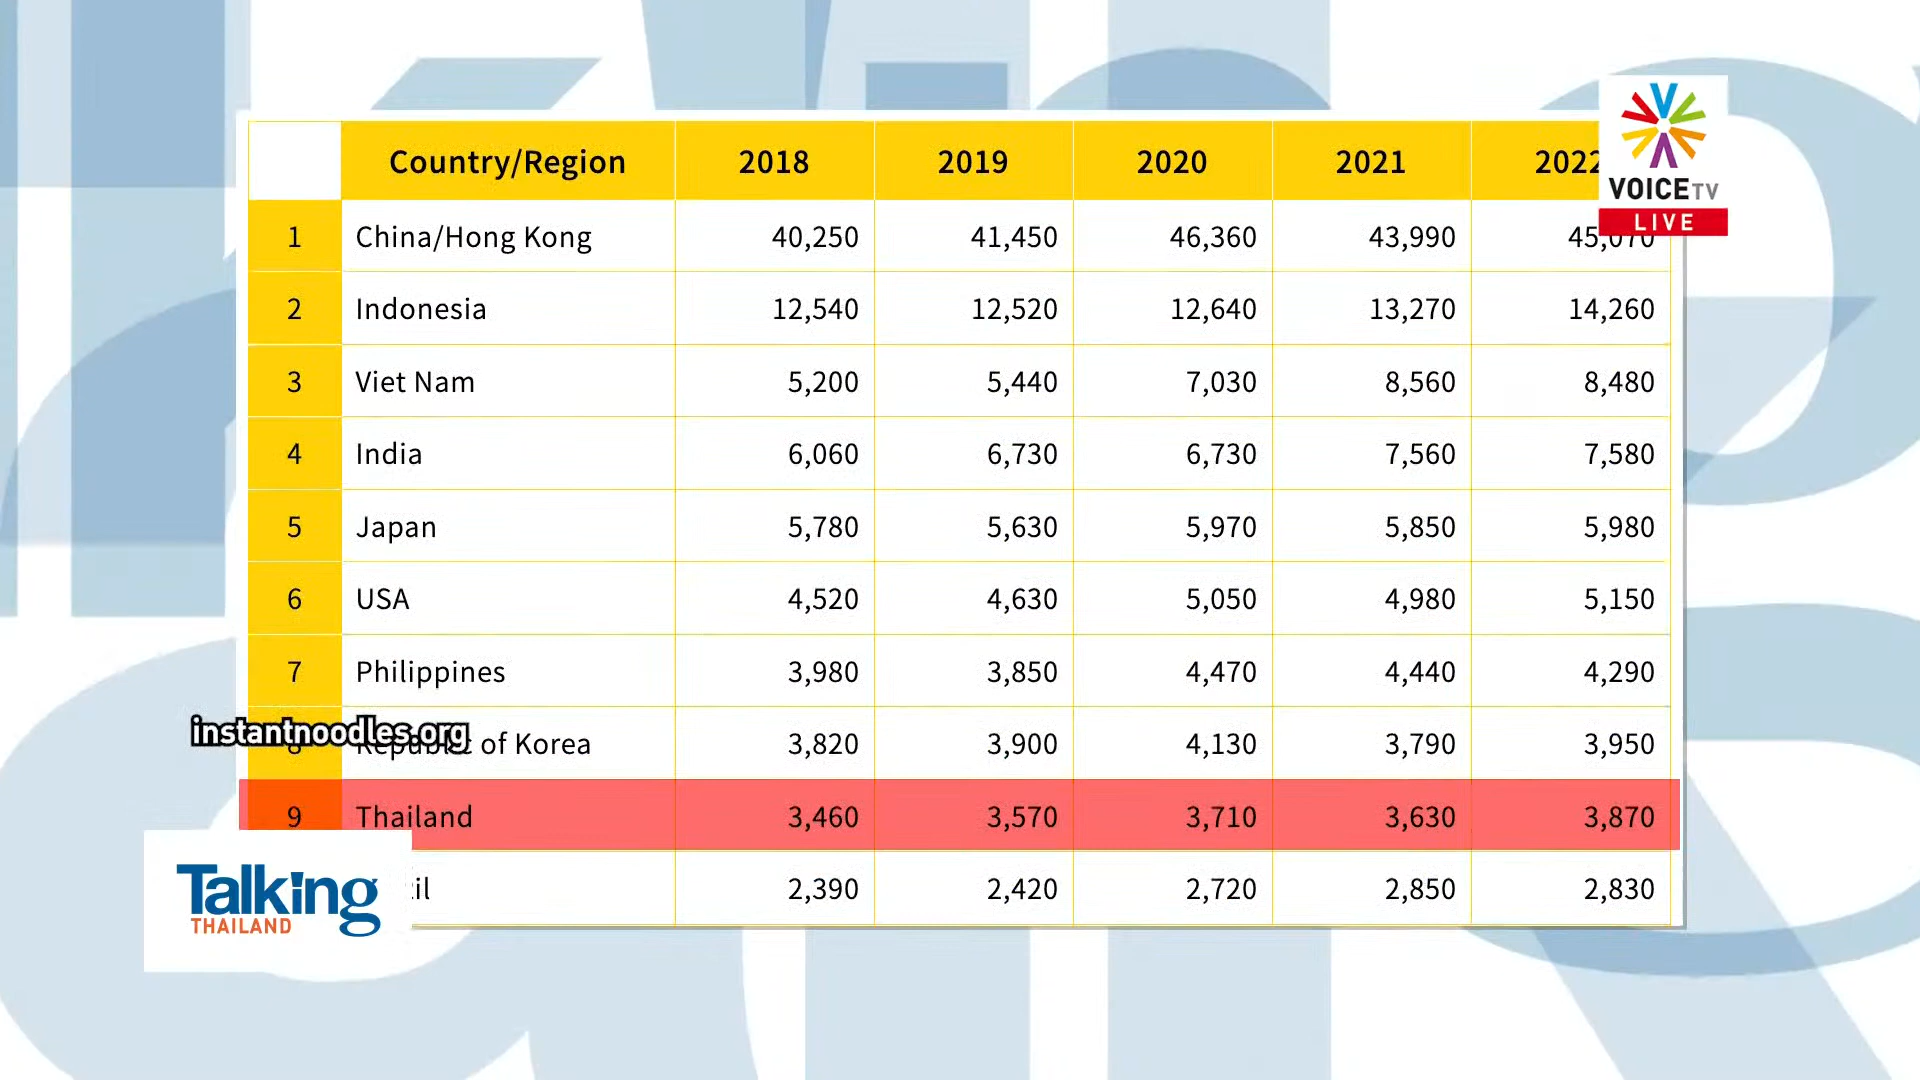 Country/Region 2018 2019 2020 2021 2022
VOICE TV
LIVE
1 China/Hong Kong 40,250 41,450 46,360 43,990 45,070
2 Indonesia 12,540 12,520 12,640 13,270 14,260
3 Viet Nam 5,200 5,440 7,030 8,560 8,480
4 India 6,060 6,730 6,730 7,560 7,580
5 Japan 5,780 5,630 5,970 5,850 5,980
6 USA 4,520 4,630 5,050 4,980 5,150
7 Philippines 3,980 3,850 4,470 4,440 4,290
instantnoodles.org
8 Republic of Korea 3,820 3,900 4,130 3,790 3,950
9 Thailand 3,460 3,570 3,710 3,630 3,870
2,390 2,420 2,720 2,850 2,830
Talking
THAILAND